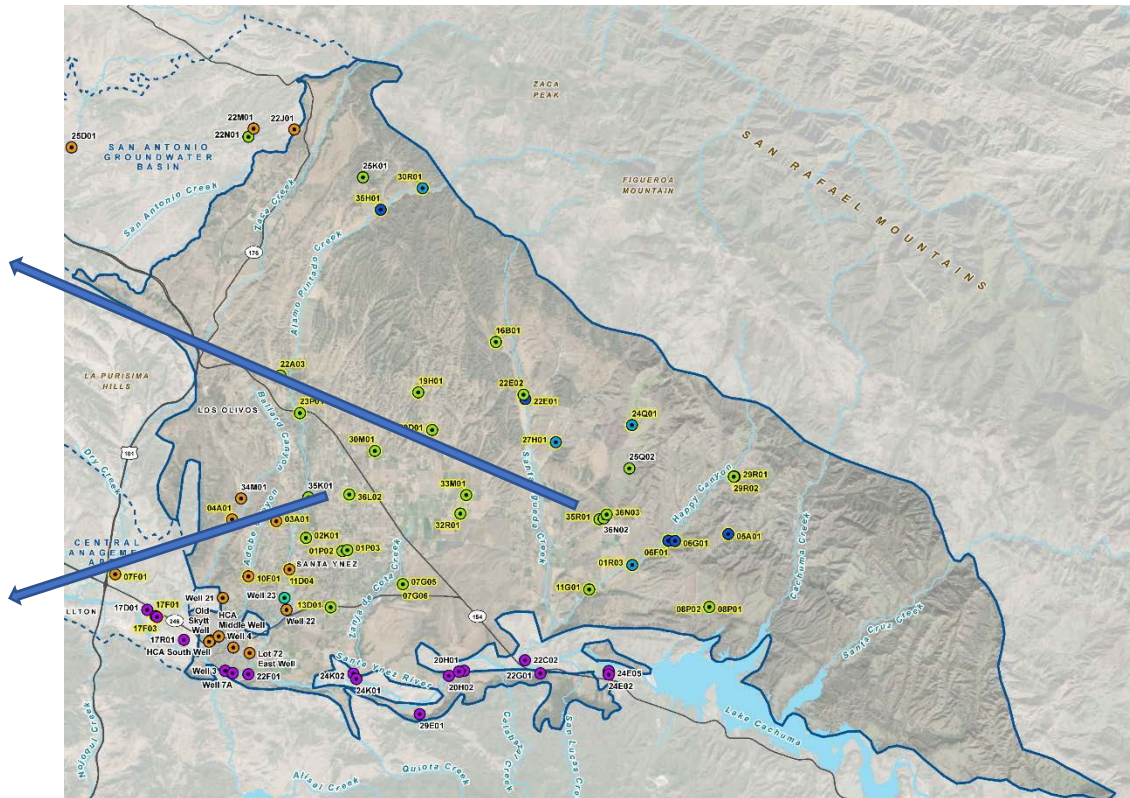 ZACA
PEAK
22M01
22J01
22N01
25D01
SAN ANTONIO
GROUNDWATER
BASIN
SAN RAFAEL MOUNTAINS
25K01
30R01
FIGUEROA
MOUNTAIN
36H01
San Antonio Creek
Zaca Creek
Alamo Pintado Creek
16B01
LA PURISIMA
HILLS
22A03
19H01
22E02
22E01
LOS OLIVOS
23P01
24Q01
Ballard Canyon
30M01
27H01
101
Dry Creek
25Q02
29R01
29R02
35K01
34M01
36L02
33M01
Happy Canyon
04A01
03A01
32R01
35R01
36N03
36N02
Cachuma Creek
CENTRAL
02K01
06F01
06G01
05A01
01P02
01P03
SANTA YNEZ
07F01
10F01
11D04
01R03
Zanja de Cota Creek
07G05
07G06
11G01
Well 21
Well 23
17D01
17F01
17F03
246
Old
Skytt
Well
HCA
Middle Well
Well 22
13D01
154
08P02
08P01
Santa Cruz Creek
17R01
Well 4
HCA South Well
Lot 72
East Well
Well 3
Well 7A
22F01
Santa Ynez River
24K02
24K01
20H01
20H02
22C02
22G01
24E05
24E02
29E01
Lake Cachuma
Nojoqui Creek
Alisal Creek
Quiota Creek
Calabazal Creek